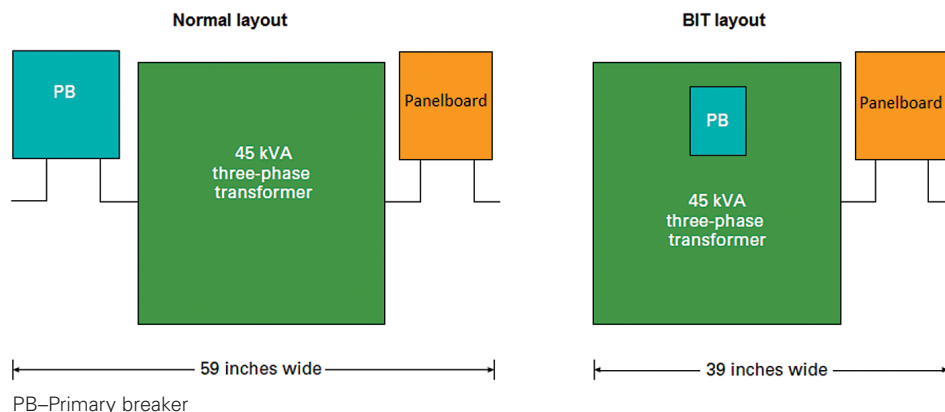 Normal layout
BIT layout
PB
45 kVA
three-phase
transformer
Panelboard
PB
45 kVA
three-phase
transformer
Panelboard
59 inches wide
39 inches wide
PB–Primary breaker